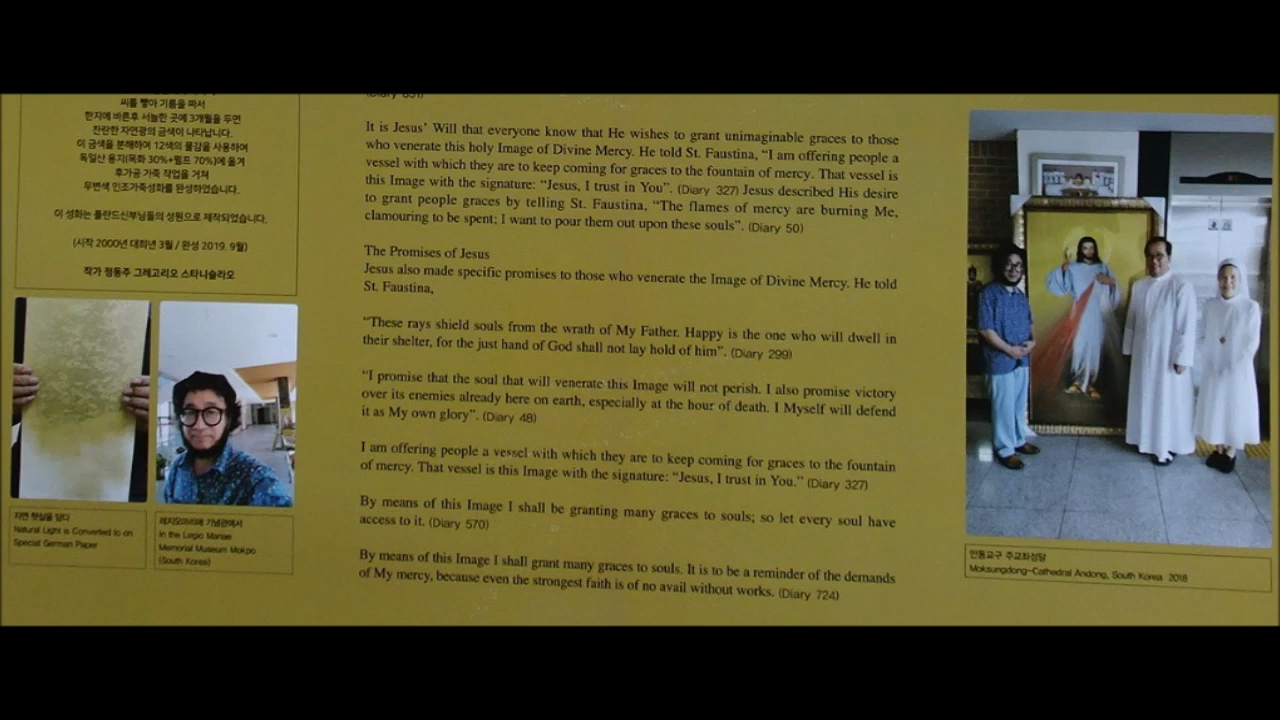 씨를 빻아 기름을 짜서
한지에 바른후 서늘한 곳에 3개월을 두면
찬란한 자연광의 금색이 나타납니다.
이 금색을 분해하여 12색의 물감을 사용하여
독일산 용지(목화 30%+펄프 70%)에 옮겨
후가공 가죽 작업을 거쳐
무변색 인조가죽성화를 완성하였습니다.
이 성화는 폴란드신부님들의 성원으로 제작되었습니다.
(시작 2000년 대희년 3월 / 완성 2019. 9월)
작가 정동주 그레고리오 스타니슬라오
자연 햇살을 담다
Natural Light is Converted to on
Special German Paper
레지오마리애 기념관에서
In the Legio Mariae
Memorial Museum Mokpo
(South Korea)
It is Jesus’ Will that everyone know that He wishes to grant unimaginable graces to those
who venerate this holy Image of Divine Mercy. He told St. Faustina, “I am offering people a
vessel with which they are to keep coming for graces to the fountain of mercy. That vessel is
this Image with the signature: “Jesus, I trust in You”. (Diary 327) Jesus described His desire
to grant people graces by telling St. Faustina, “The flames of mercy are burning Me,
clamouring to be spent; I want to pour them out upon these souls”. (Diary 50)
The Promises of Jesus
Jesus also made specific promises to those who venerate the Image of Divine Mercy. He told
St. Faustina,
“These rays shield souls from the wrath of My Father. Happy is the one who will dwell in
their shelter, for the just hand of God shall not lay hold of him”. (Diary 299)
“I promise that the soul that will venerate this Image will not perish. I also promise victory
over its enemies already here on earth, especially at the hour of death. I Myself will defend
it as My own glory”. (Diary 48)
I am offering people a vessel with which they are to keep coming for graces to the fountain
of mercy. That vessel is this Image with the signature: “Jesus, I trust in You.” (Diary 327)
By means of this Image I shall be granting many graces to souls; so let every soul have
access to it. (Diary 570)
By means of this Image I shall grant many graces to souls. It is to be a reminder of the demands
of My mercy, because even the strongest faith is of no avail without works. (Diary 724)
안동교구 주교좌성당
Moksungdong-Cathedral Andong, South Korea 2018